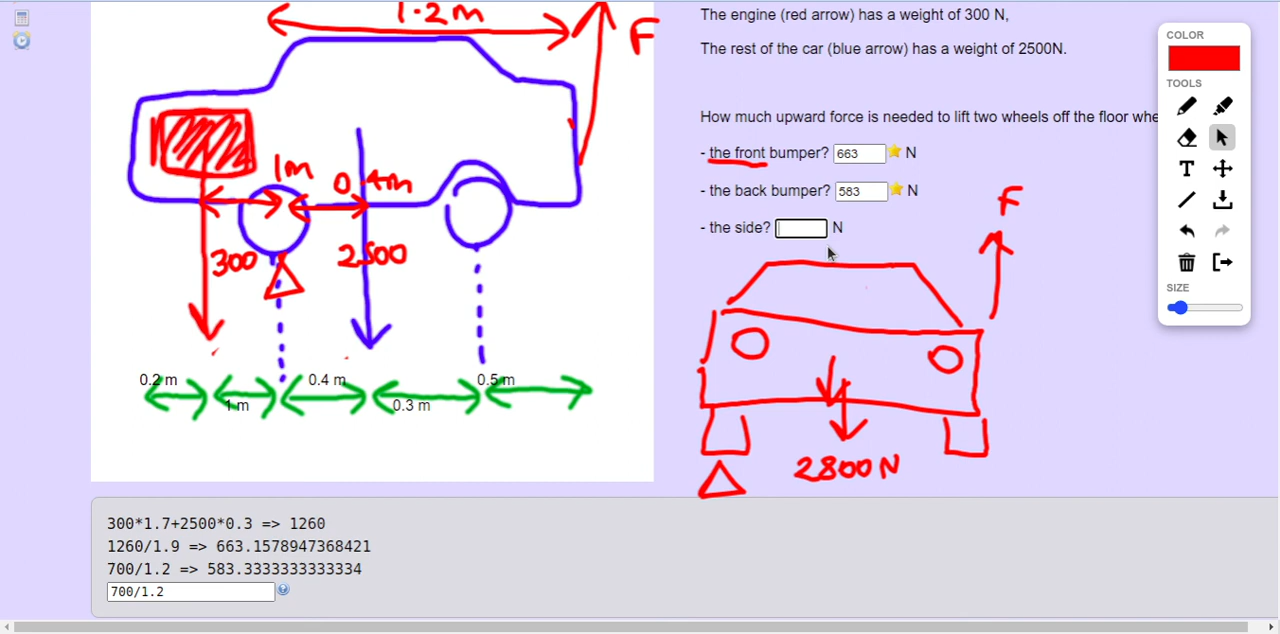 1.2m
F
1m
0.4m
300
2500
0.2 m
1 m
0.4 m
0.3 m
0.5 m
The engine (red arrow) has a weight of 300 N,
The rest of the car (blue arrow) has a weight of 2500N.
How much upward force is needed to lift two wheels off the floor whe
- the front bumper? 663 N
- the back bumper? 583 N
- the side? N
F
2800N
COLOR
TOOLS
T
SIZE
300*1.7+2500*0.3 => 1260
1260/1.9 => 663.1578947368421
700/1.2 => 583.3333333333334
700/1.2